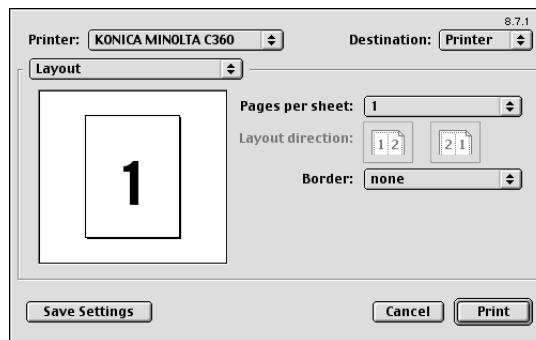 8.7.1
Printer: KONICA MINOLTA C360 Destination: Printer
Layout
Pages per sheet: 1
Layout direction: 1 2 2 1
1
Border: none
Save Settings Cancel Print